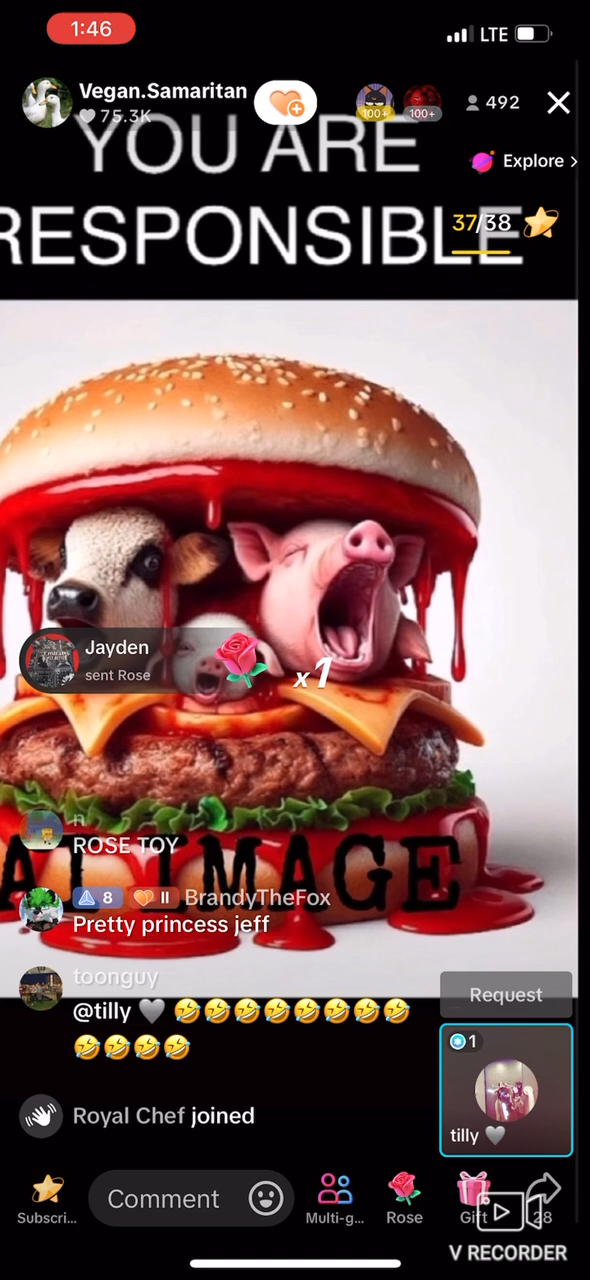 1:46
LTE
Vegan.Samaritan
75.3K
100+
100+
492
YOU ARE
Explore >
RESPONSIBLE
37/38
Jayden
sent Rose
x1
n
ROSE TOY
IMAGE
8
II
BrandyTheFox
Pretty princess jeff
toonguy
@tilly 🩶 🤣🤣🤣🤣🤣🤣🤣🤣
🤣🤣🤣🤣
Request
1
Royal Chef joined
tilly 🩶
Comment
Subscri...
Multi-g...
Rose
Gift
28
V RECORDER